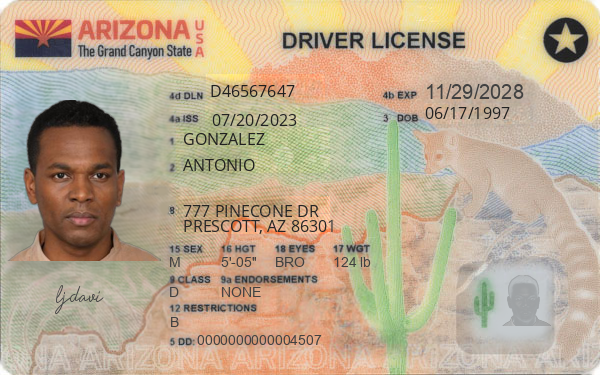 ARIZONA USA
The Grand Canyon State
DRIVER LICENSE
4d DLN D46567647
4b EXP 11/29/2028
4a ISS 07/20/2023
3 DOB 06/17/1997
1 GONZALEZ
2 ANTONIO
8 777 PINECONE DR
PRESCOTT, AZ 86301
15 SEX 16 HGT 18 EYES 17 WGT
M 5'-05" BRO 124 lb
9 CLASS 9a ENDORSEMENTS
D NONE
12 RESTRICTIONS
B
5 DD: 0000000000004507
ljdavi
ARIZONA ARIZONA ARIZONA ARIZONA